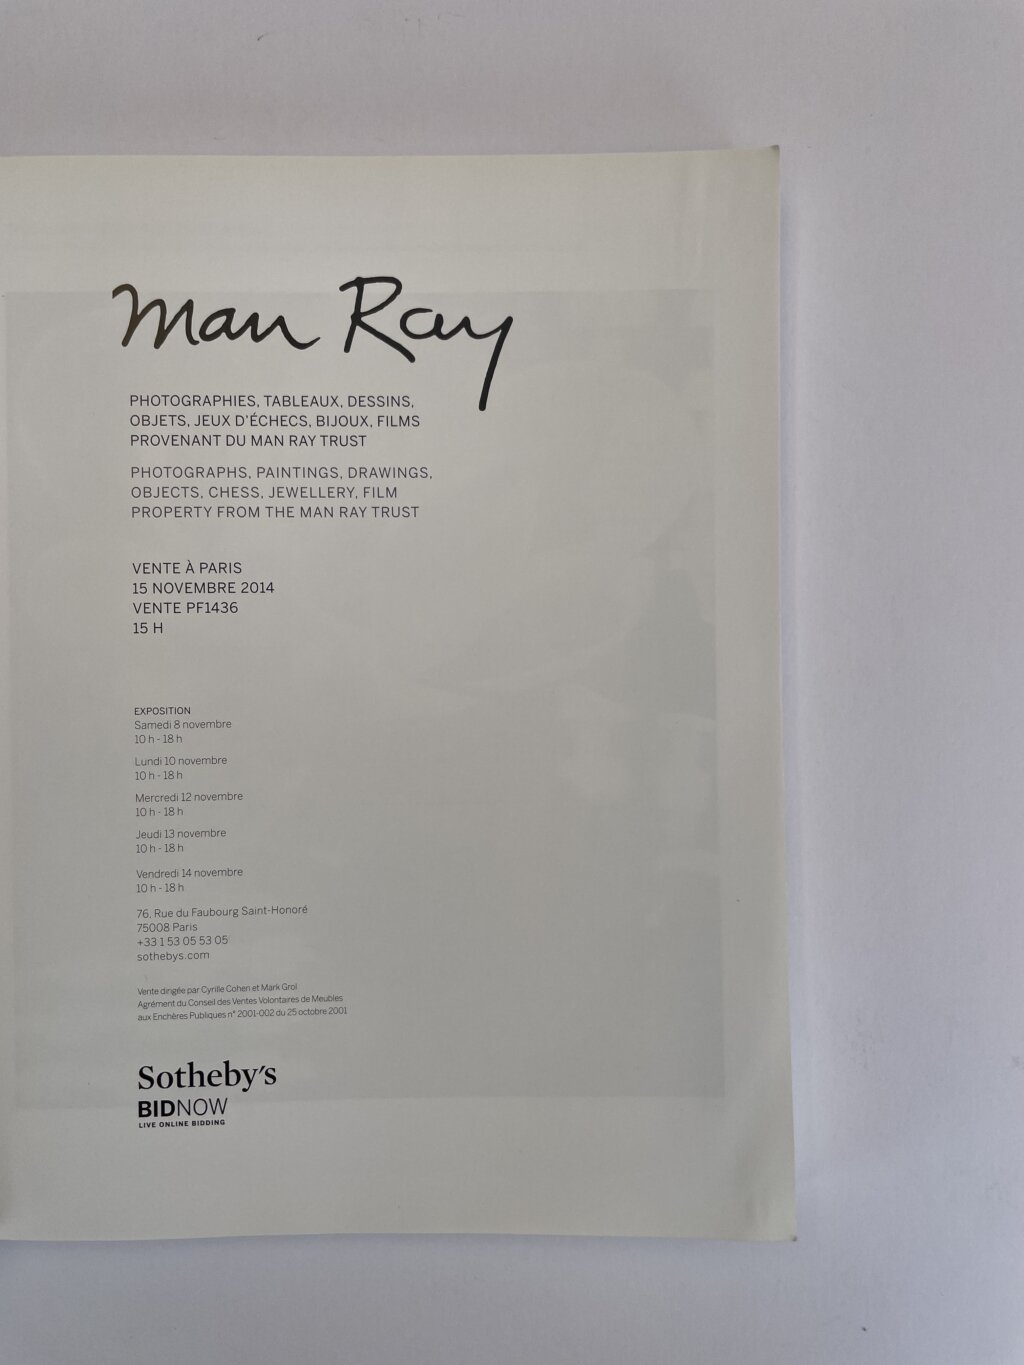 Man Ray
PHOTOGRAPHIES, TABLEAUX, DESSINS,
OBJETS, JEUX D'ÉCHECS, BIJOUX, FILMS
PROVENANT DU MAN RAY TRUST
PHOTOGRAPHS, PAINTINGS, DRAWINGS,
OBJECTS, CHESS, JEWELLERY, FILM
PROPERTY FROM THE MAN RAY TRUST
VENTE À PARIS
15 NOVEMBRE 2014
VENTE PF1436
15 H
EXPOSITION
Samedi 8 novembre
10 h - 18 h
Lundi 10 novembre
10 h - 18 h
Mercredi 12 novembre
10 h - 18 h
Jeudi 13 novembre
10 h - 18 h
Vendredi 14 novembre
10 h - 18 h
76, Rue du Faubourg Saint-Honoré
75008 Paris
+33 1 53 05 53 05
sothebys.com
Vente dirigée par Cyrille Cohen et Mark Grol
Agrément du Conseil des Ventes Volontaires de Meubles
aux Enchères Publiques n° 2001-002 du 25 octobre 2001
Sotheby's
BIDNOW
LIVE ONLINE BIDDING